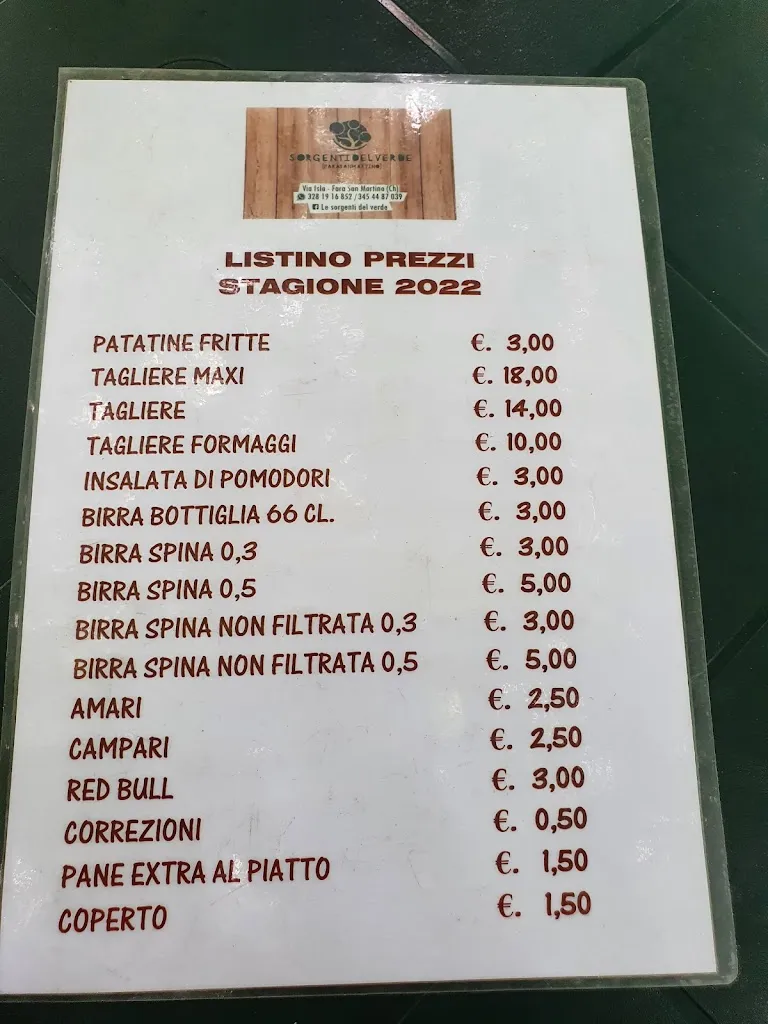 SORGENTI DEL VERDE
(FARA SAN MARTINO)
Via Isla - Fara San Martino (Ch)
328 19 16 852 / 345 44 87 039
Le sorgenti del verde
LISTINO PREZZI
STAGIONE 2022
PATATINE FRITTE €. 3,00
TAGLIERE MAXI €. 18,00
TAGLIERE €. 14,00
TAGLIERE FORMAGGI €. 10,00
INSALATA DI POMODORI €. 3,00
BIRRA BOTTIGLIA 66 CL. €. 3,00
BIRRA SPINA 0,3 €. 3,00
BIRRA SPINA 0,5 €. 5,00
BIRRA SPINA NON FILTRATA 0,3 €. 3,00
BIRRA SPINA NON FILTRATA 0,5 €. 5,00
AMARI €. 2,50
CAMPARI €. 2,50
RED BULL €. 3,00
CORREZIONI €. 0,50
PANE EXTRA AL PIATTO €. 1,50
COPERTO €. 1,50